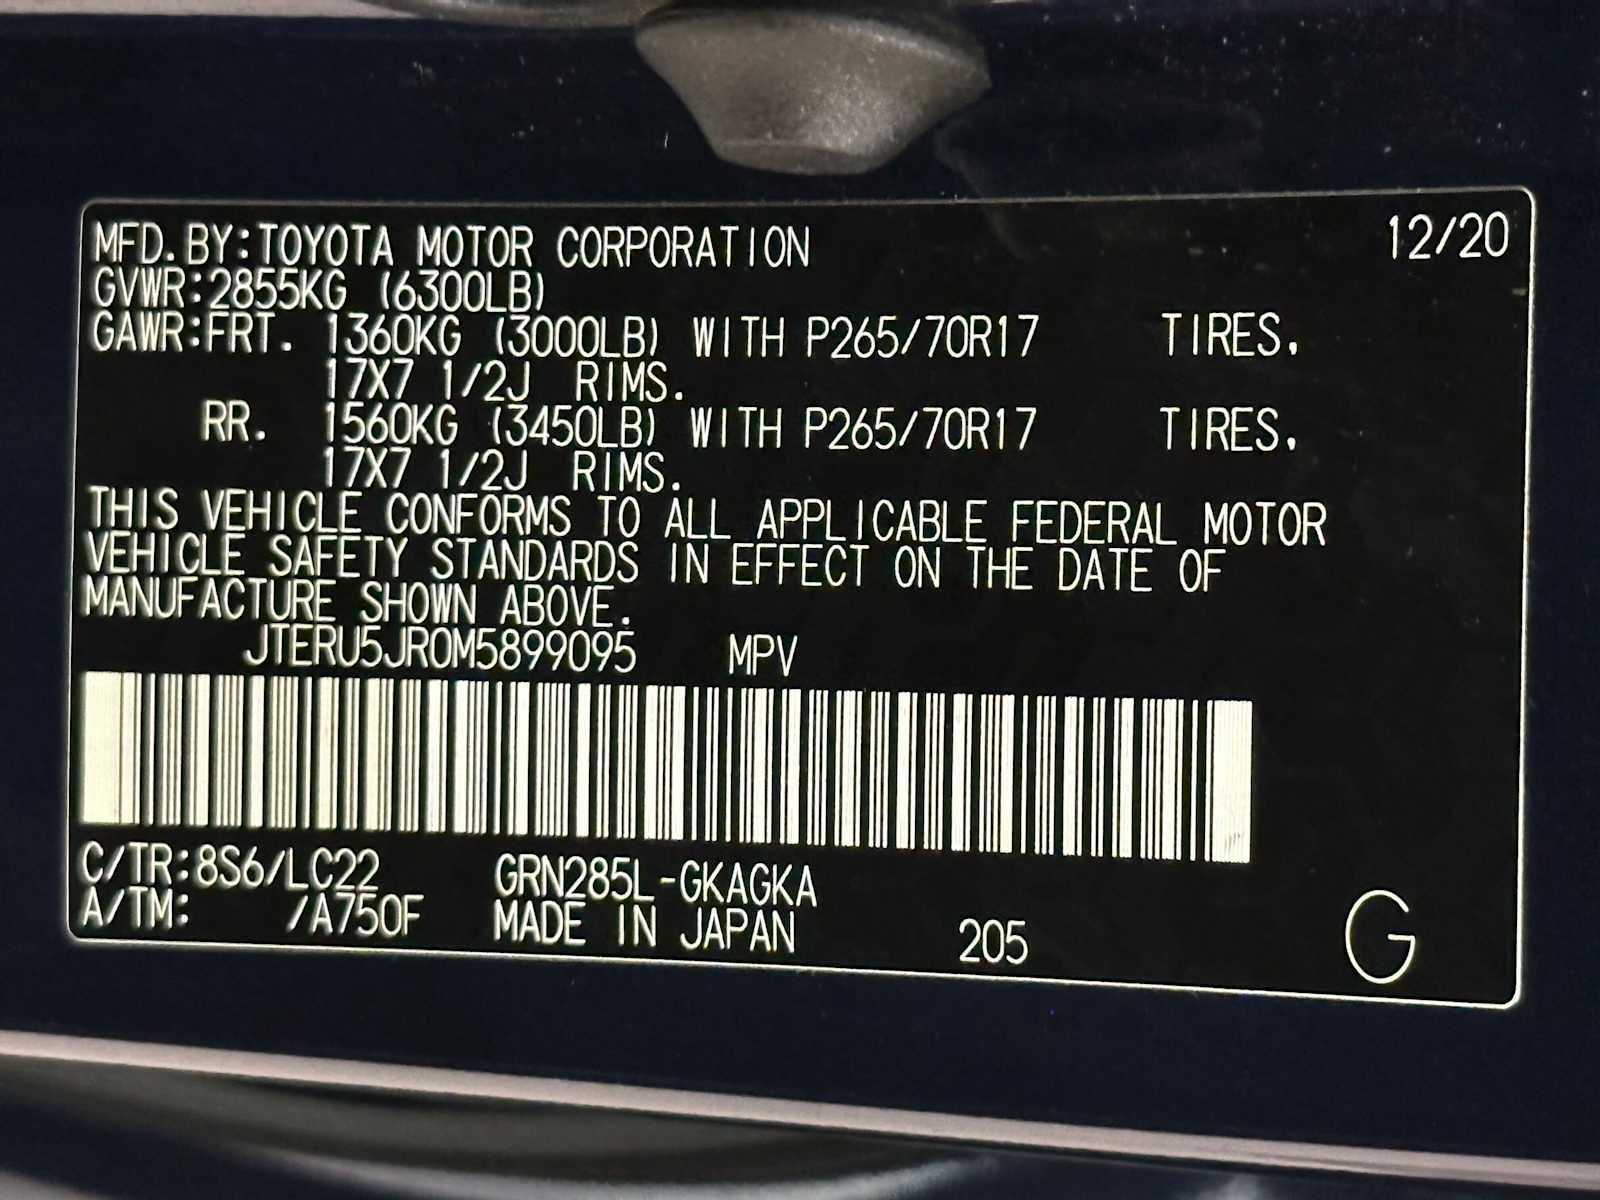 12/20
MFD.BY:TOYOTA MOTOR CORPORATION
GVWR:2855KG (6300LB)
GAWR:FRT. 1360KG (3000LB) WITH P265/70R17 TIRES,
17X7 1/2J RIMS.
RR. 1560KG (3450LB) WITH P265/70R17 TIRES,
17X7 1/2J RIMS.
THIS VEHICLE CONFORMS TO ALL APPLICABLE FEDERAL MOTOR
VEHICLE SAFETY STANDARDS IN EFFECT ON THE DATE OF
MANUFACTURE SHOWN ABOVE.
JTERU5JR0M5899095 MPV
C/TR:8S6/LC22 GRN285L-GKAGKA
A/TM: /A750F MADE IN JAPAN 205 G